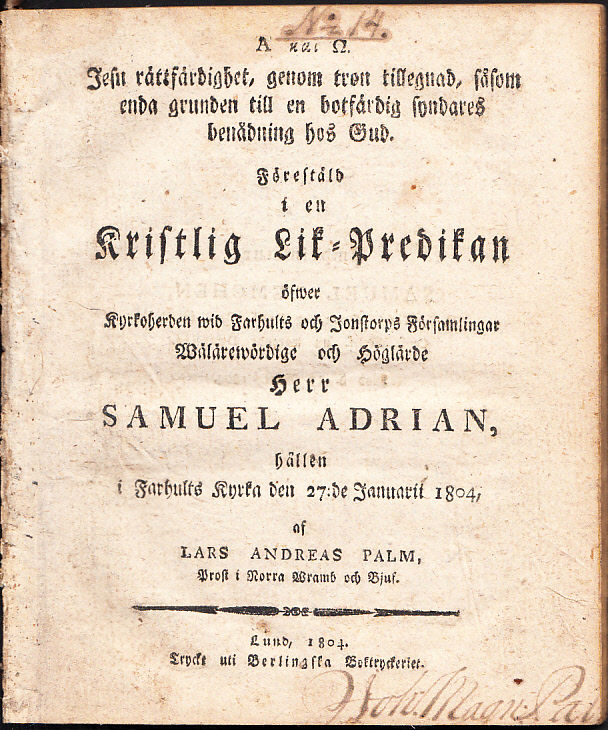 No 14.
Α και Ω.
Jesu rättfärdighet, genom tron tillegnad, såsom
enda grunden till en botfärdig syndares
benådning hos Gud.
Förestäld
i en
Kristlig Lik-Predikan
öfwer
Kyrkoherden wid Farhults och Jonstorps Församlingar
Wälärewördige och Höglärde
Herr
SAMUEL ADRIAN,
hållen
i Farhults Kyrka den 27:de Januarii 1804,
af
LARS ANDREAS PALM,
Prost i Norra Wramb och Bjuf.
Lund, 1804.
Tryckt uti Berlingska Boktryckeriet.
Joh. Magn: